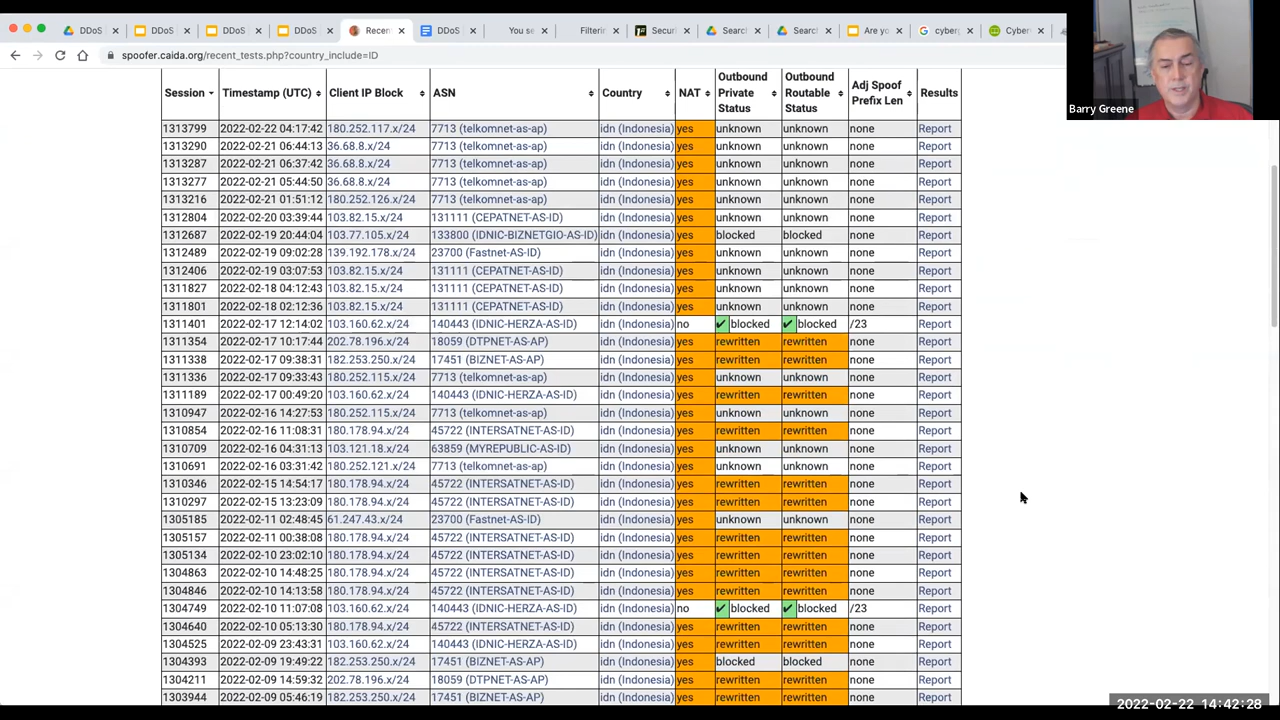 DDoS
DDoS
DDoS
DDoS
Recen
DDoS
You se
Filterin
Securi
Search
Search
Are yo
cyberg
Cyber
spoofer.caida.org/recent_tests.php?country_include=ID
Barry Greene
Session Timestamp (UTC) Client IP Block ASN Country NAT Outbound Private Status Outbound Routable Status Adj Spoof Prefix Len Results
1313799 2022-02-22 04:17:42 180.252.117.x/24 7713 (telkomnet-as-ap) idn (Indonesia) yes unknown unknown none Report
1313290 2022-02-21 06:44:13 36.68.8.x/24 7713 (telkomnet-as-ap) idn (Indonesia) yes unknown unknown none Report
1313287 2022-02-21 06:37:42 36.68.8.x/24 7713 (telkomnet-as-ap) idn (Indonesia) yes unknown unknown none Report
1313277 2022-02-21 05:44:50 36.68.8.x/24 7713 (telkomnet-as-ap) idn (Indonesia) yes unknown unknown none Report
1313216 2022-02-21 01:51:12 180.252.126.x/24 7713 (telkomnet-as-ap) idn (Indonesia) yes unknown unknown none Report
1312804 2022-02-20 03:39:44 103.82.15.x/24 131111 (CEPATNET-AS-ID) idn (Indonesia) yes unknown unknown none Report
1312687 2022-02-19 20:44:04 103.77.105.x/24 133800 (IDNIC-BIZNETGIO-AS-ID) idn (Indonesia) yes blocked blocked none Report
1312489 2022-02-19 09:02:28 139.192.178.x/24 23700 (Fastnet-AS-ID) idn (Indonesia) yes unknown unknown none Report
1312406 2022-02-19 03:07:53 103.82.15.x/24 131111 (CEPATNET-AS-ID) idn (Indonesia) yes unknown unknown none Report
1311827 2022-02-18 04:12:43 103.82.15.x/24 131111 (CEPATNET-AS-ID) idn (Indonesia) yes unknown unknown none Report
1311801 2022-02-18 02:12:36 103.82.15.x/24 131111 (CEPATNET-AS-ID) idn (Indonesia) yes unknown unknown none Report
1311401 2022-02-17 12:14:02 103.160.62.x/24 140443 (IDNIC-HERZA-AS-ID) idn (Indonesia) no ✔ blocked ✔ blocked /23 Report
1311354 2022-02-17 10:17:44 202.78.196.x/24 18059 (DTPNET-AS-AP) idn (Indonesia) yes rewritten rewritten none Report
1311338 2022-02-17 09:38:31 182.253.250.x/24 17451 (BIZNET-AS-AP) idn (Indonesia) yes rewritten rewritten none Report
1311336 2022-02-17 09:33:43 180.252.115.x/24 7713 (telkomnet-as-ap) idn (Indonesia) yes unknown unknown none Report
1311189 2022-02-17 00:49:20 103.160.62.x/24 140443 (IDNIC-HERZA-AS-ID) idn (Indonesia) yes rewritten rewritten none Report
1310947 2022-02-16 14:27:53 180.252.115.x/24 7713 (telkomnet-as-ap) idn (Indonesia) yes unknown unknown none Report
1310854 2022-02-16 11:08:31 180.178.94.x/24 45722 (INTERSATNET-AS-ID) idn (Indonesia) yes rewritten rewritten none Report
1310709 2022-02-16 04:31:13 103.121.18.x/24 63859 (MYREPUBLIC-AS-ID) idn (Indonesia) yes unknown unknown none Report
1310691 2022-02-16 03:31:42 180.252.121.x/24 7713 (telkomnet-as-ap) idn (Indonesia) yes unknown unknown none Report
1310346 2022-02-15 14:54:17 180.178.94.x/24 45722 (INTERSATNET-AS-ID) idn (Indonesia) yes rewritten rewritten none Report
1310297 2022-02-15 13:23:09 180.178.94.x/24 45722 (INTERSATNET-AS-ID) idn (Indonesia) yes rewritten rewritten none Report
1305185 2022-02-11 02:48:45 61.247.43.x/24 23700 (Fastnet-AS-ID) idn (Indonesia) yes unknown unknown none Report
1305157 2022-02-11 00:38:08 180.178.94.x/24 45722 (INTERSATNET-AS-ID) idn (Indonesia) yes rewritten rewritten none Report
1305134 2022-02-10 23:02:10 180.178.94.x/24 45722 (INTERSATNET-AS-ID) idn (Indonesia) yes rewritten rewritten none Report
1304863 2022-02-10 14:48:25 180.178.94.x/24 45722 (INTERSATNET-AS-ID) idn (Indonesia) yes rewritten rewritten none Report
1304846 2022-02-10 14:13:58 180.178.94.x/24 45722 (INTERSATNET-AS-ID) idn (Indonesia) yes rewritten rewritten none Report
1304749 2022-02-10 11:07:08 103.160.62.x/24 140443 (IDNIC-HERZA-AS-ID) idn (Indonesia) no ✔ blocked ✔ blocked /23 Report
1304640 2022-02-10 05:13:30 180.178.94.x/24 45722 (INTERSATNET-AS-ID) idn (Indonesia) yes rewritten rewritten none Report
1304525 2022-02-09 23:43:31 103.160.62.x/24 140443 (IDNIC-HERZA-AS-ID) idn (Indonesia) yes rewritten rewritten none Report
1304393 2022-02-09 19:49:22 182.253.250.x/24 17451 (BIZNET-AS-AP) idn (Indonesia) yes blocked blocked none Report
1304211 2022-02-09 14:59:32 202.78.196.x/24 18059 (DTPNET-AS-AP) idn (Indonesia) yes rewritten rewritten none Report
1303944 2022-02-09 05:46:19 182.253.250.x/24 17451 (BIZNET-AS-AP) idn (Indonesia) yes rewritten rewritten none Report
2022-02-22 14:42:28